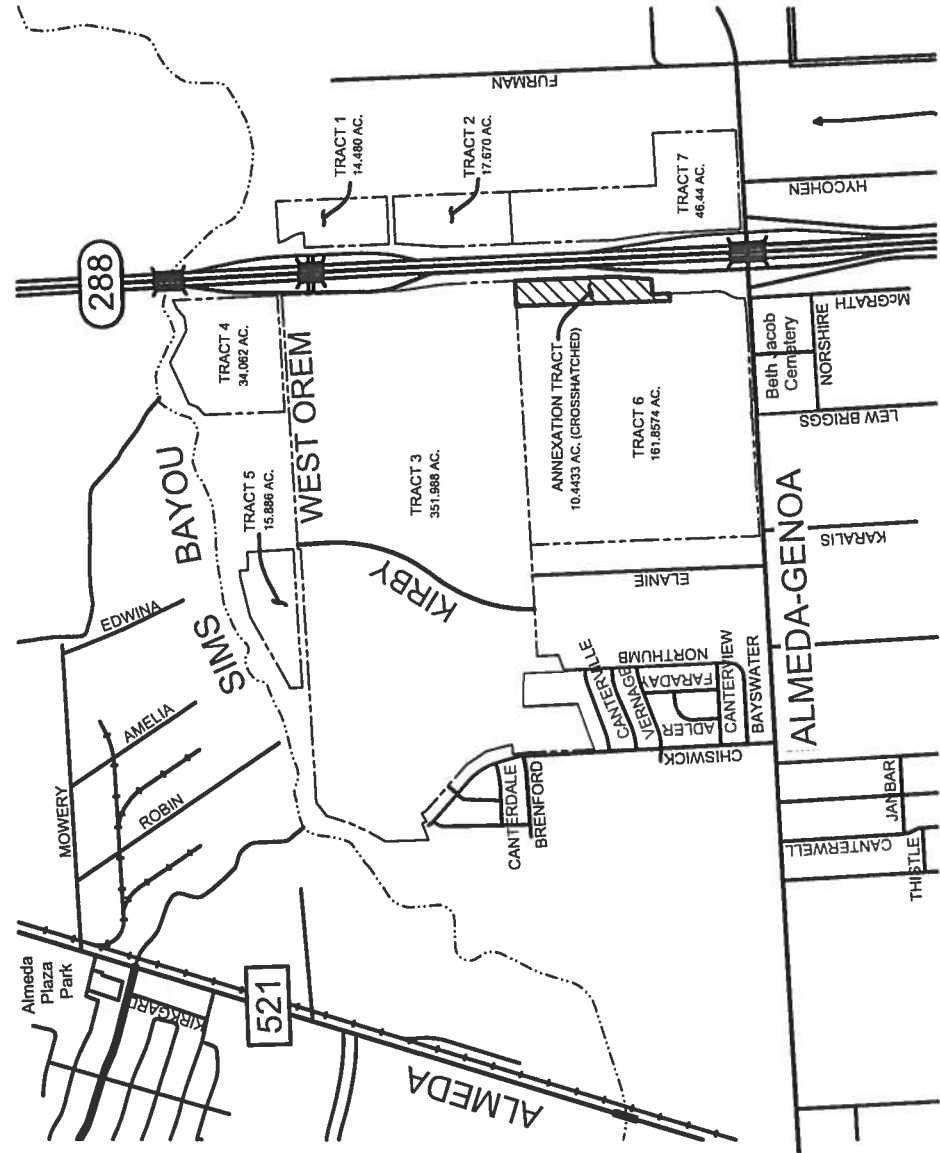 FURMAN
TRACT 1
14.480 AC.
TRACT 2
17.670 AC.
TRACT 7
46.44 AC.
HYCOHEN
288
TRACT 4
34.062 AC.
WEST OREM
ANNEXATION TRACT
10.4433 AC. (CROSSHATCHED)
McGRATH
Beth Jacob
Cemetery
NORSHIRE
LEW BRIGGS
TRACT 3
351.988 AC.
TRACT 6
161.8574 AC.
SIMS BAYOU
TRACT 5
15.886 AC.
KIRBY
ELANIE
KARALIS
ALMEDA-GENOA
EDWINA
AMELIA
ROBIN
MOWERY
CANTERVILLE
VERNAGE
NORTHUMB
FARADAY
ADLER
CANTERVIEW
BAYSWATER
CHISWICK
CANTERDALE
BRENFORD
JANBAR
CANTERWELL
THISTLE
Almeda
Plaza
Park
KIRKGARD
521
ALMEDA